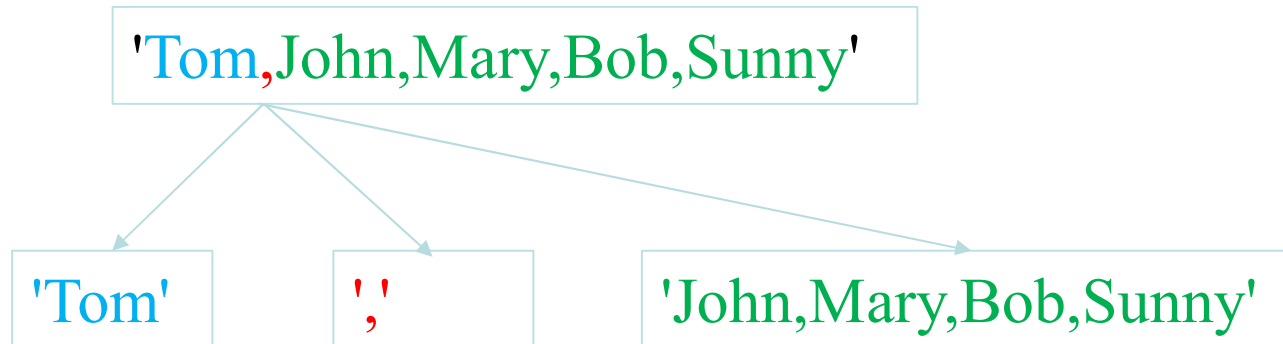 'Tom,John,Mary,Bob,Sunny'
'Tom'
','
'John,Mary,Bob,Sunny'